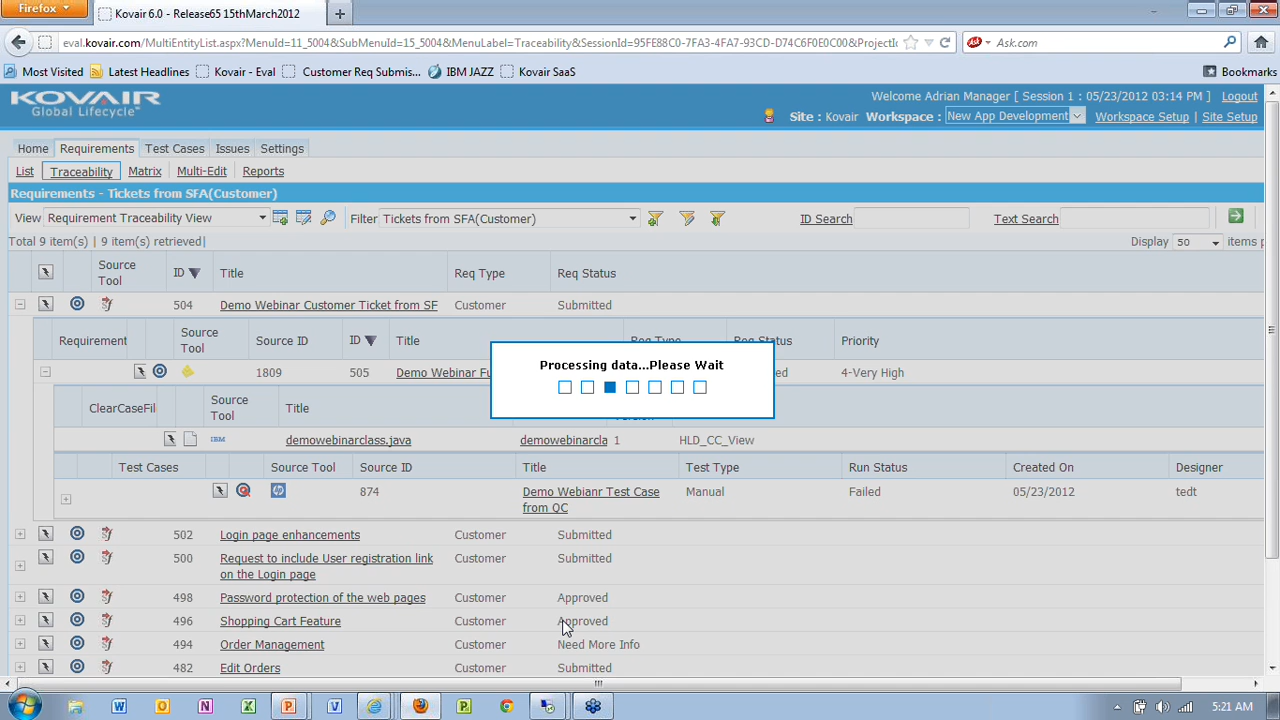 Firefox
Kovair 6.0 - Release65 15thMarch2012
eval.kovair.com/MultiEntityList.aspx?MenuId=11_5004&SubMenuId=15_5004&MenuLabel=Traceability&SessionId=95FE88C0-7FA3-4FA7-93CD-D74C6F0E0C00&ProjectId
Ask.com
Most Visited Latest Headlines Kovair - Eval Customer Req Submis... IBM JAZZ Kovair SaaS Bookmarks
KOVAIR
Global Lifecycle
Welcome Adrian Manager [ Session 1 : 05/23/2012 03:14 PM ] Logout
Site : Kovair Workspace : New App Development Workspace Setup | Site Setup
Home Requirements Test Cases Issues Settings
List Traceability Matrix Multi-Edit Reports
Requirements - Tickets from SFA(Customer)
View Requirement Traceability View Filter Tickets from SFA(Customer) ID Search Text Search
Total 9 item(s) | 9 item(s) retrieved| Display 50 items p
Source Tool ID Title Req Type Req Status
504 Demo Webinar Customer Ticket from SF Customer Submitted
Requirement Source Tool Source ID ID Title Req Type Req Status Priority
1809 505 Demo Webinar Fu ed 4-Very High
Processing data...Please Wait
ClearCaseFil Source Tool Title
IBM demowebinarclass.java demowebinarcla 1 HLD_CC_View
Test Cases Source Tool Source ID Title Test Type Run Status Created On Designer
874 Demo Webianr Test Case from QC Manual Failed 05/23/2012 tedt
502 Login page enhancements Customer Submitted
500 Request to include User registration link on the Login page Customer Submitted
498 Password protection of the web pages Customer Approved
496 Shopping Cart Feature Customer Approved
494 Order Management Customer Need More Info
482 Edit Orders Customer Submitted
5:21 AM